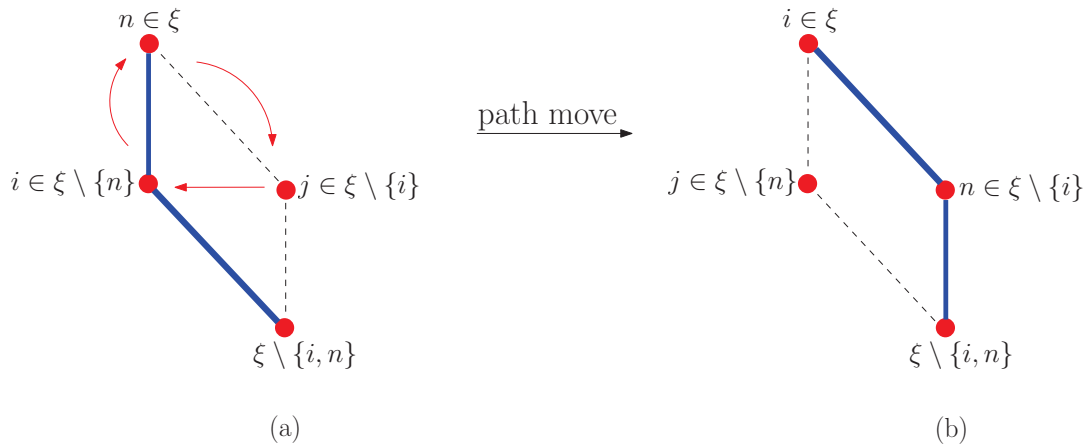 n ∈ ξ
i ∈ ξ
path move
i ∈ ξ \ {n}
j ∈ ξ \ {i}
j ∈ ξ \ {n}
n ∈ ξ \ {i}
ξ \ {i, n}
ξ \ {i, n}
(a)
(b)